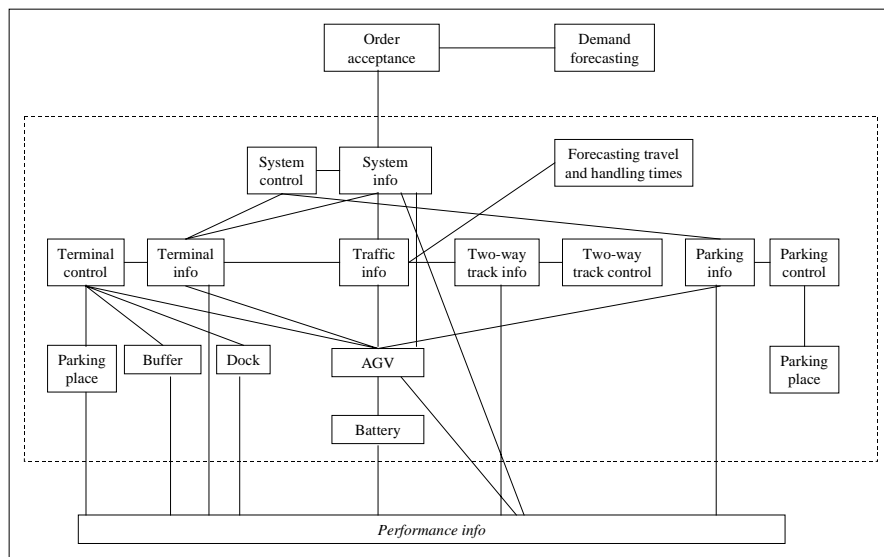 Order
acceptance
Demand
forecasting
System
control
System
info
Forecasting travel
and handling times
Terminal
control
Terminal
info
Traffic
info
Two-way
track info
Two-way
track control
Parking
info
Parking
control
Parking
place
Buffer
Dock
AGV
Parking
place
Battery
Performance info